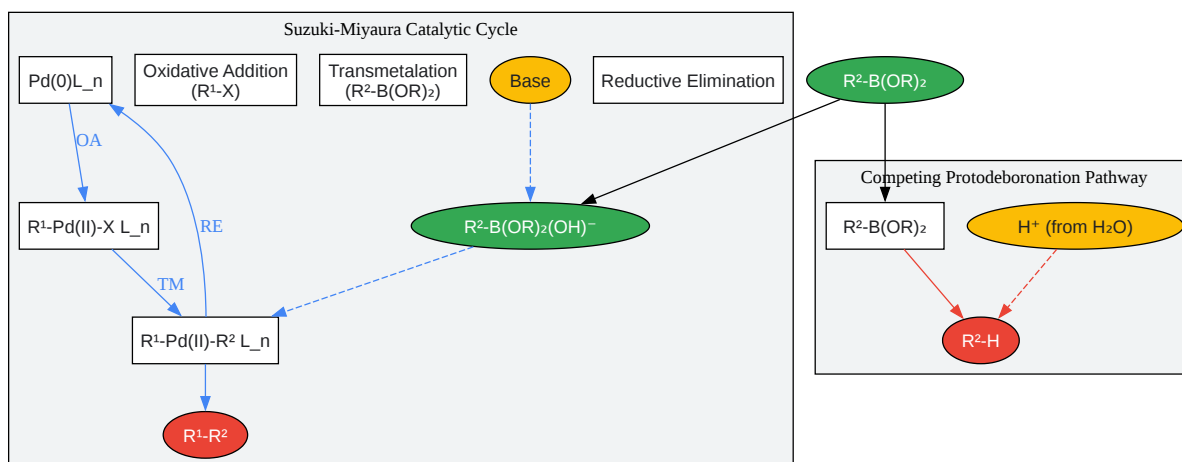 Suzuki-Miyaura Catalytic Cycle
Pd(0)L_n
Oxidative Addition
(R¹-X)
Transmetalation
(R²-B(OR)₂)
Base
Reductive Elimination
R²-B(OR)₂
OA
Competing Protodeboronation Pathway
R¹-Pd(II)-X L_n
RE
R²-B(OR)₂(OH)⁻
R²-B(OR)₂
H⁺ (from H₂O)
TM
R¹-Pd(II)-R² L_n
R²-H
R¹-R²